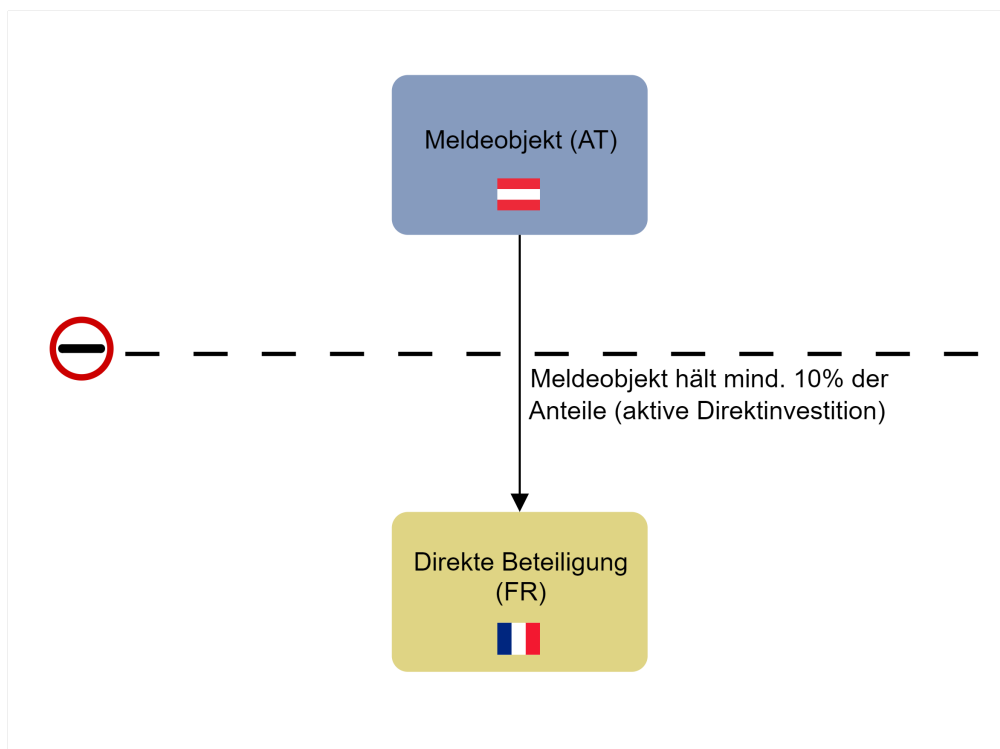 Meldeobjekt (AT)
Meldeobjekt hält mind. 10% der
Anteile (aktive Direktinvestition)
Direkte Beteiligung
(FR)